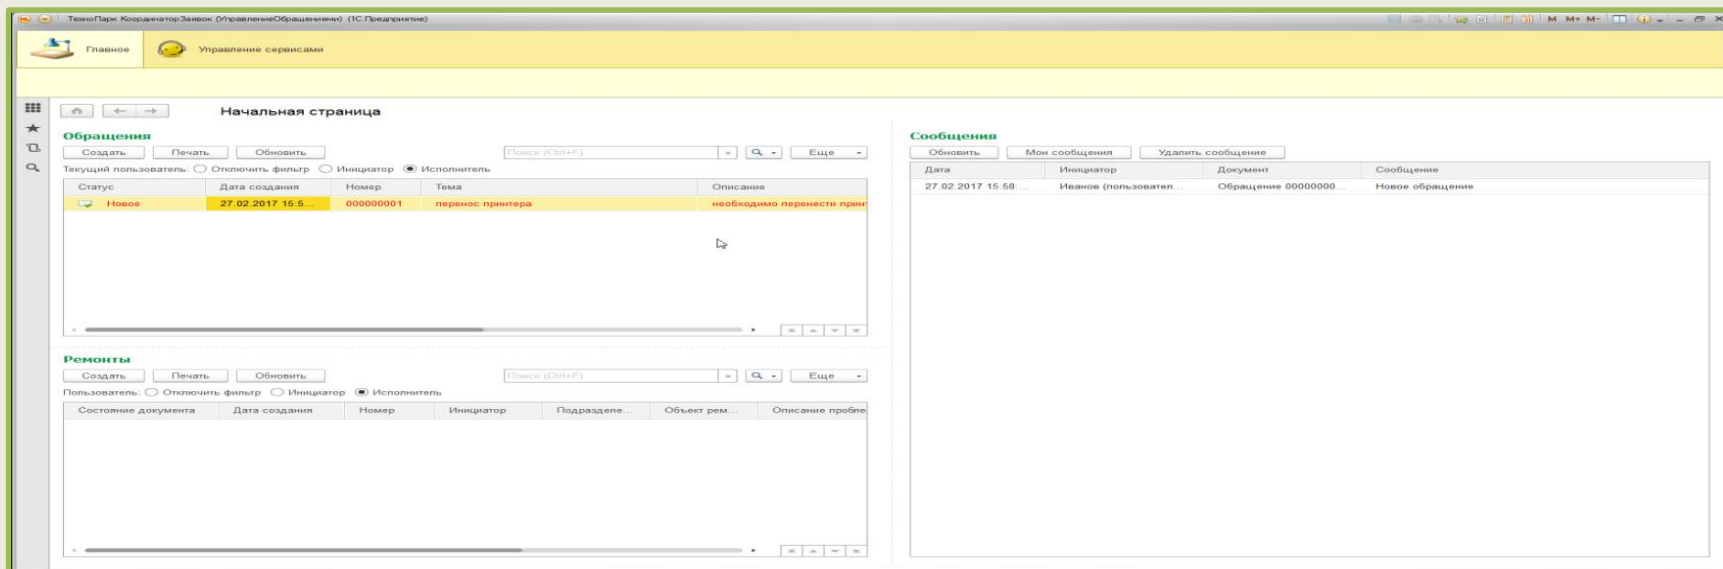 ТехноПарк КоординаторЗаявок (УправлениеОбращениями) (1С:Предприятие)
M M+ M-
Главное Управление сервисами
Начальная страница
Обращения
Создать Печать Обновить Поиск (Ctrl+F) Еще
Текущий пользователь: Отключить фильтр Инициатор Исполнитель
Статус Дата создания Номер Тема Описание
Новое 27.02.2017 15:5... 000000001 перенос принтера необходимо перенести прин
Ремонты
Создать Печать Обновить Поиск (Ctrl+F) Еще
Пользователь: Отключить фильтр Инициатор Исполнитель
Состояние документа Дата создания Номер Инициатор Подразделе... Объект рем... Описание пробле
Сообщения
Обновить Мои сообщения Удалить сообщение
Дата Инициатор Документ Сообщение
27.02.2017 15:58:... Иванов (пользовател... Обращение 00000000... Новое обращение